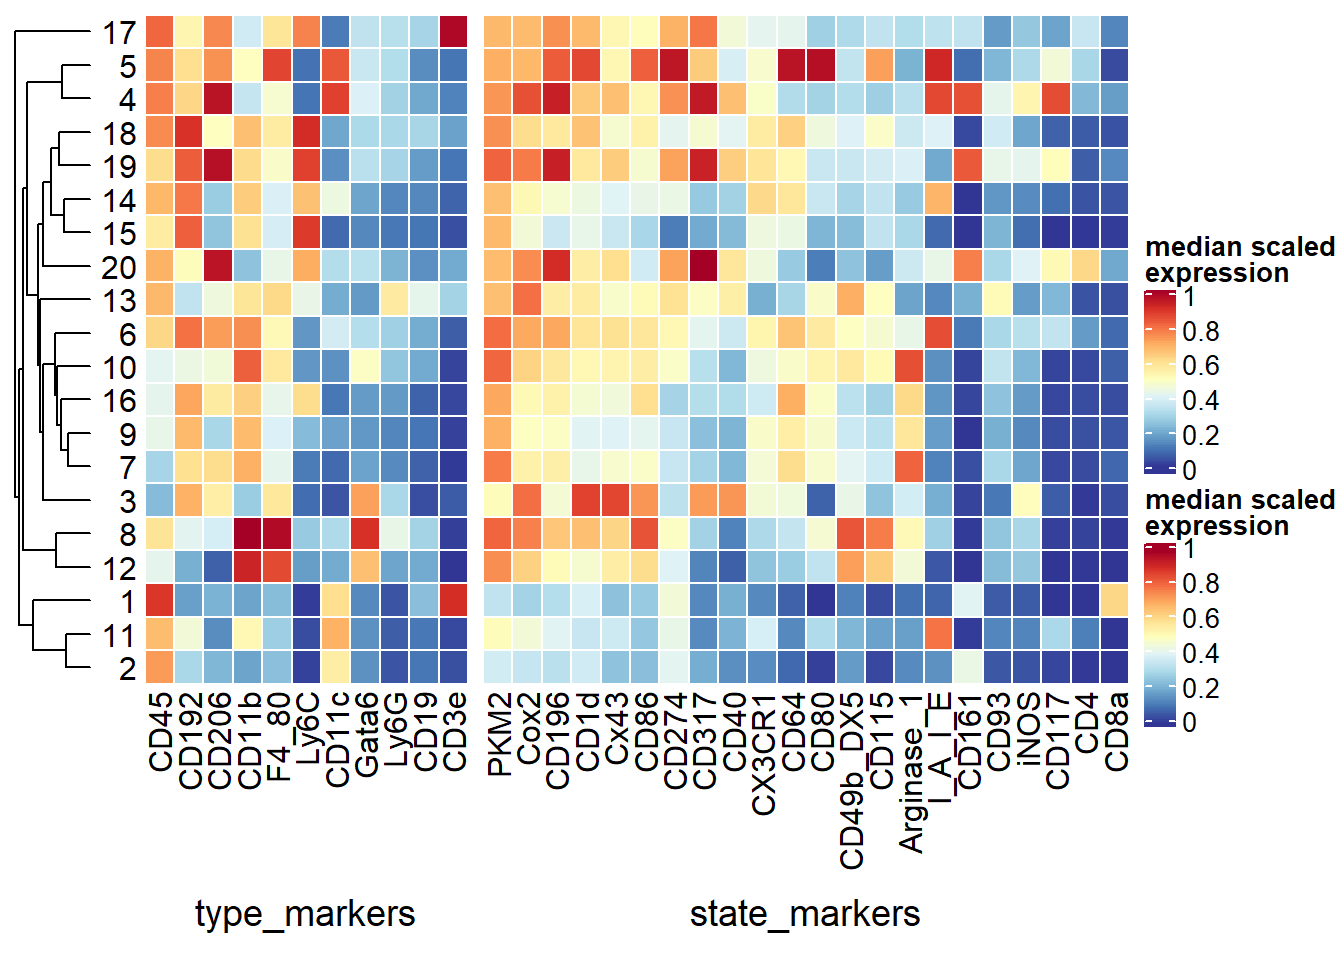 17
5
4
18
19
14
15
20
13
6
10
16
9
7
3
8
12
1
11
2
CD45
CD192
CD206
CD11b
F4_80
Ly6C
CD11c
Gata6
Ly6G
CD19
CD3e
PKM2
Cox2
CD196
CD1d
Cx43
CD86
CD274
CD317
CD40
CX3CR1
CD64
CD80
CD49b_DX5
CD115
Arginase_1
I_A_I_E
CD161
CD93
iNOS
CD117
CD4
CD8a
type_markers
state_markers
median scaled
expression
1
0.8
0.6
0.4
0.2
0
median scaled
expression
1
0.8
0.6
0.4
0.2
0